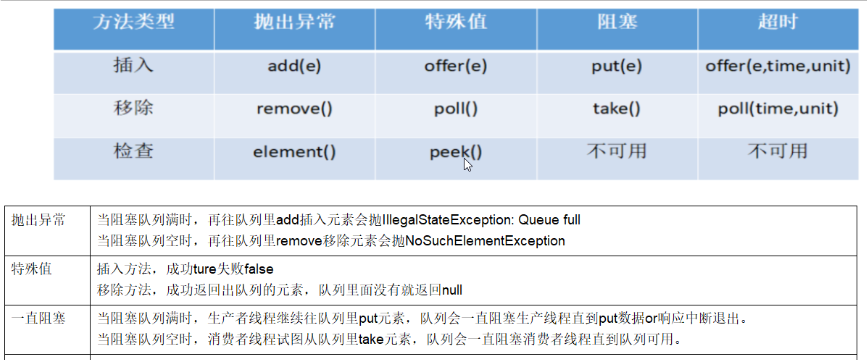 方法类型 抛出异常 特殊值 阻塞 超时
插入 add(e) offer(e) put(e) offer(e,time,unit)
移除 remove() poll() take() poll(time,unit)
检查 element() peek() 不可用 不可用
抛出异常 当阻塞队列满时，再往队列里add插入元素会抛IllegalStateException: Queue full
当阻塞队列空时，再往队列里remove移除元素会抛NoSuchElementException
特殊值 插入方法，成功ture失败false
移除方法，成功返回出队列的元素，队列里面没有就返回null
一直阻塞 当阻塞队列满时，生产者线程继续往队列里put元素，队列会一直阻塞生产线程直到put数据or响应中断退出。
当阻塞队列空时，消费者线程试图从队列里take元素，队列会一直阻塞消费者线程直到队列可用。